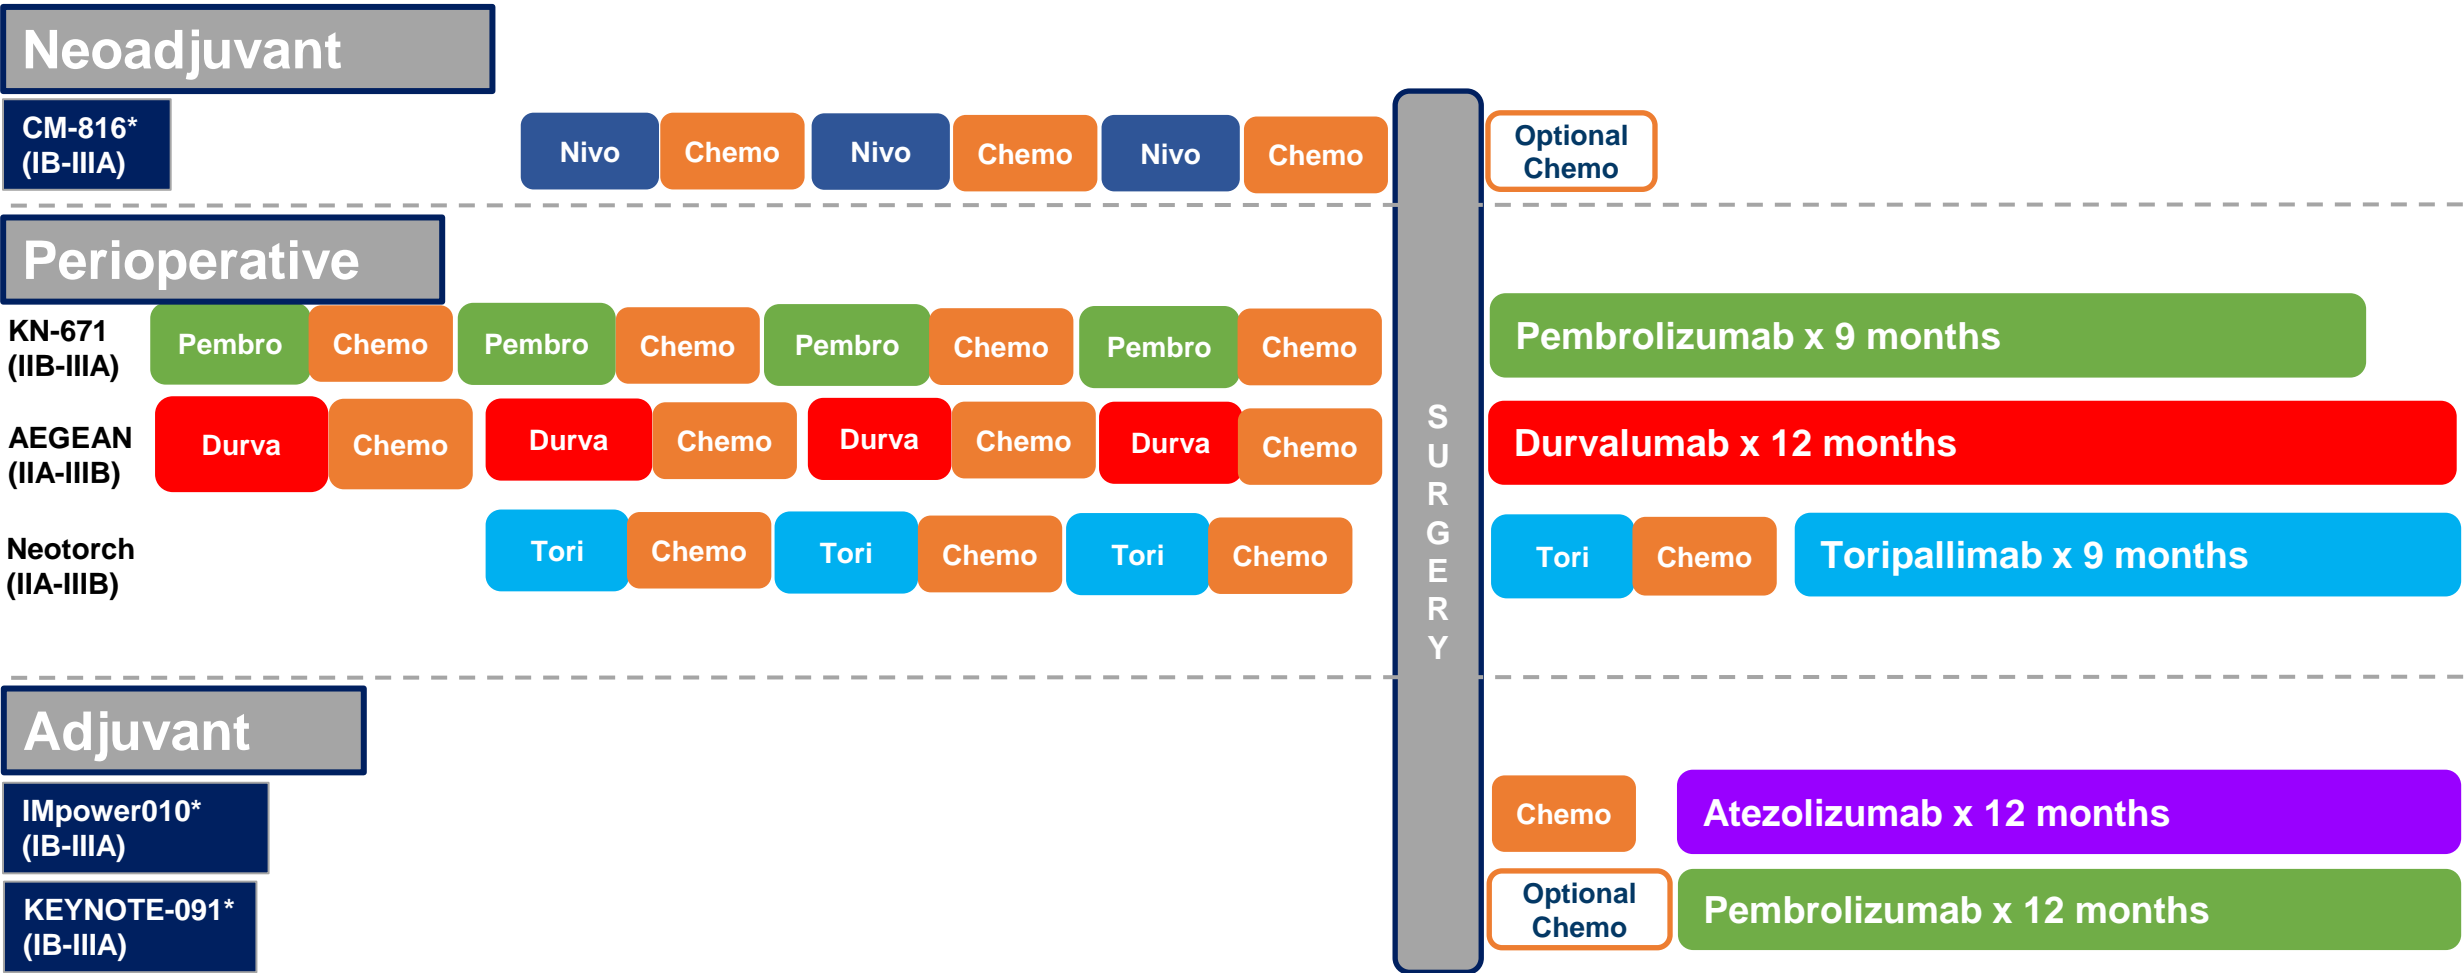 Neoadjuvant
CM-816*
(IB-IIIA)
Nivo
Chemo
Nivo
Chemo
Nivo
Chemo
Optional
Chemo
Perioperative
KN-671
(IIB-IIIA)
Pembro
Chemo
Pembro
Chemo
Pembro
Chemo
Pembro
Chemo
Pembrolizumab x 9 months
AEGEAN
(IIA-IIIB)
Durva
Chemo
Durva
Chemo
Durva
Chemo
Durva
Chemo
Durvalumab x 12 months
Neotorch
(IIA-IIIB)
Tori
Chemo
Tori
Chemo
Tori
Chemo
Tori
Chemo
Toripallimab x 9 months
S
U
R
G
E
R
Y
Adjuvant
IMpower010*
(IB-IIIA)
Chemo
Atezolizumab x 12 months
KEYNOTE-091*
(IB-IIIA)
Optional
Chemo
Pembrolizumab x 12 months